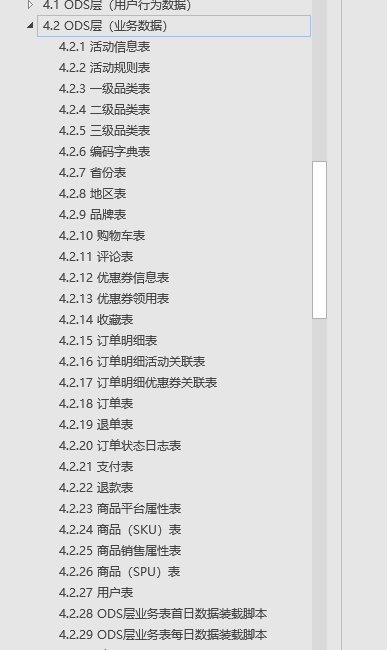 4.1 ODS层（用户行为数据）
4.2 ODS层（业务数据）
4.2.1 活动信息表
4.2.2 活动规则表
4.2.3 一级品类表
4.2.4 二级品类表
4.2.5 三级品类表
4.2.6 编码字典表
4.2.7 省份表
4.2.8 地区表
4.2.9 品牌表
4.2.10 购物车表
4.2.11 评论表
4.2.12 优惠券信息表
4.2.13 优惠券领用表
4.2.14 收藏表
4.2.15 订单明细表
4.2.16 订单明细活动关联表
4.2.17 订单明细优惠券关联表
4.2.18 订单表
4.2.19 退单表
4.2.20 订单状态日志表
4.2.21 支付表
4.2.22 退款表
4.2.23 商品平台属性表
4.2.24 商品（SKU）表
4.2.25 商品销售属性表
4.2.26 商品（SPU）表
4.2.27 用户表
4.2.28 ODS层业务表首日数据装载脚本
4.2.29 ODS层业务表每日数据装载脚本